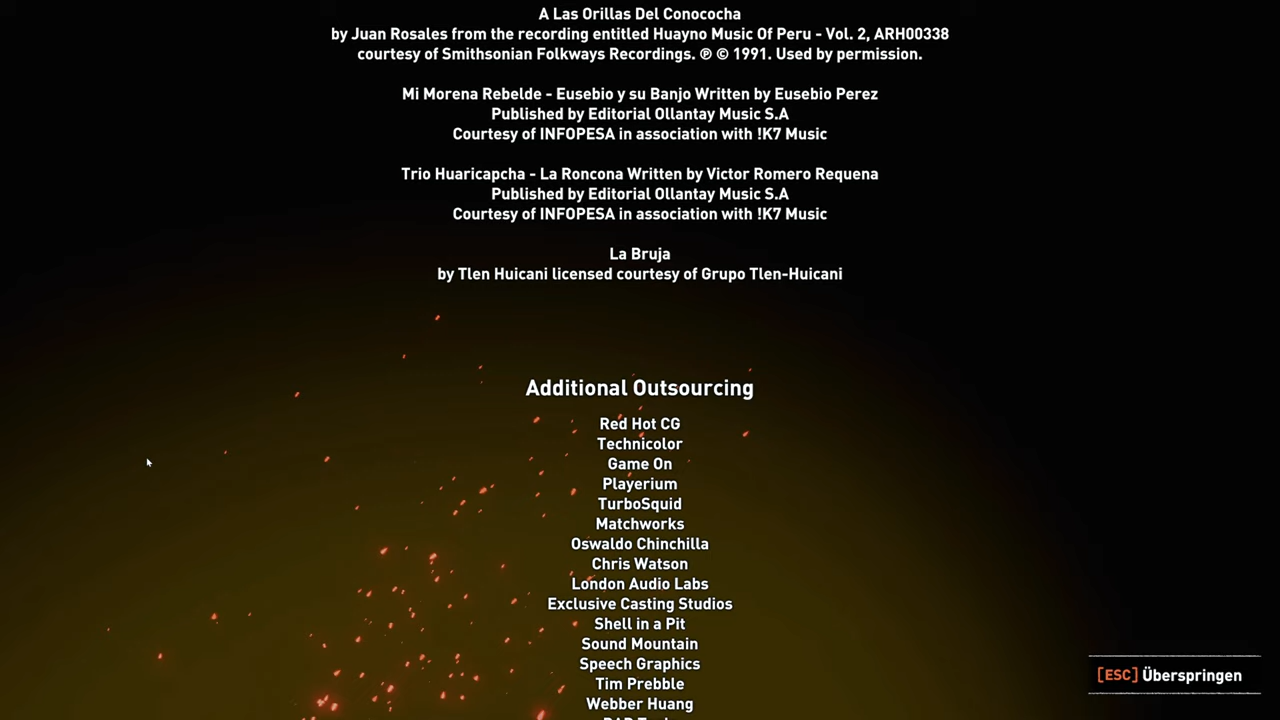 A Las Orillas Del Conococha
by Juan Rosales from the recording entitled Huayno Music Of Peru - Vol. 2, ARH00338
courtesy of Smithsonian Folkways Recordings. ℗ © 1991. Used by permission.
Mi Morena Rebelde - Eusebio y su Banjo Written by Eusebio Perez
Published by Editorial Ollantay Music S.A
Courtesy of INFOPESA in association with !K7 Music
Trio Huaricapcha - La Roncona Written by Victor Romero Requena
Published by Editorial Ollantay Music S.A
Courtesy of INFOPESA in association with !K7 Music
La Bruja
by Tlen Huicani licensed courtesy of Grupo Tlen-Huicani
Additional Outsourcing
Red Hot CG
Technicolor
Game On
Playerium
TurboSquid
Matchworks
Oswaldo Chinchilla
Chris Watson
London Audio Labs
Exclusive Casting Studios
Shell in a Pit
Sound Mountain
Speech Graphics
Tim Prebble
Webber Huang
[ESC] Überspringen